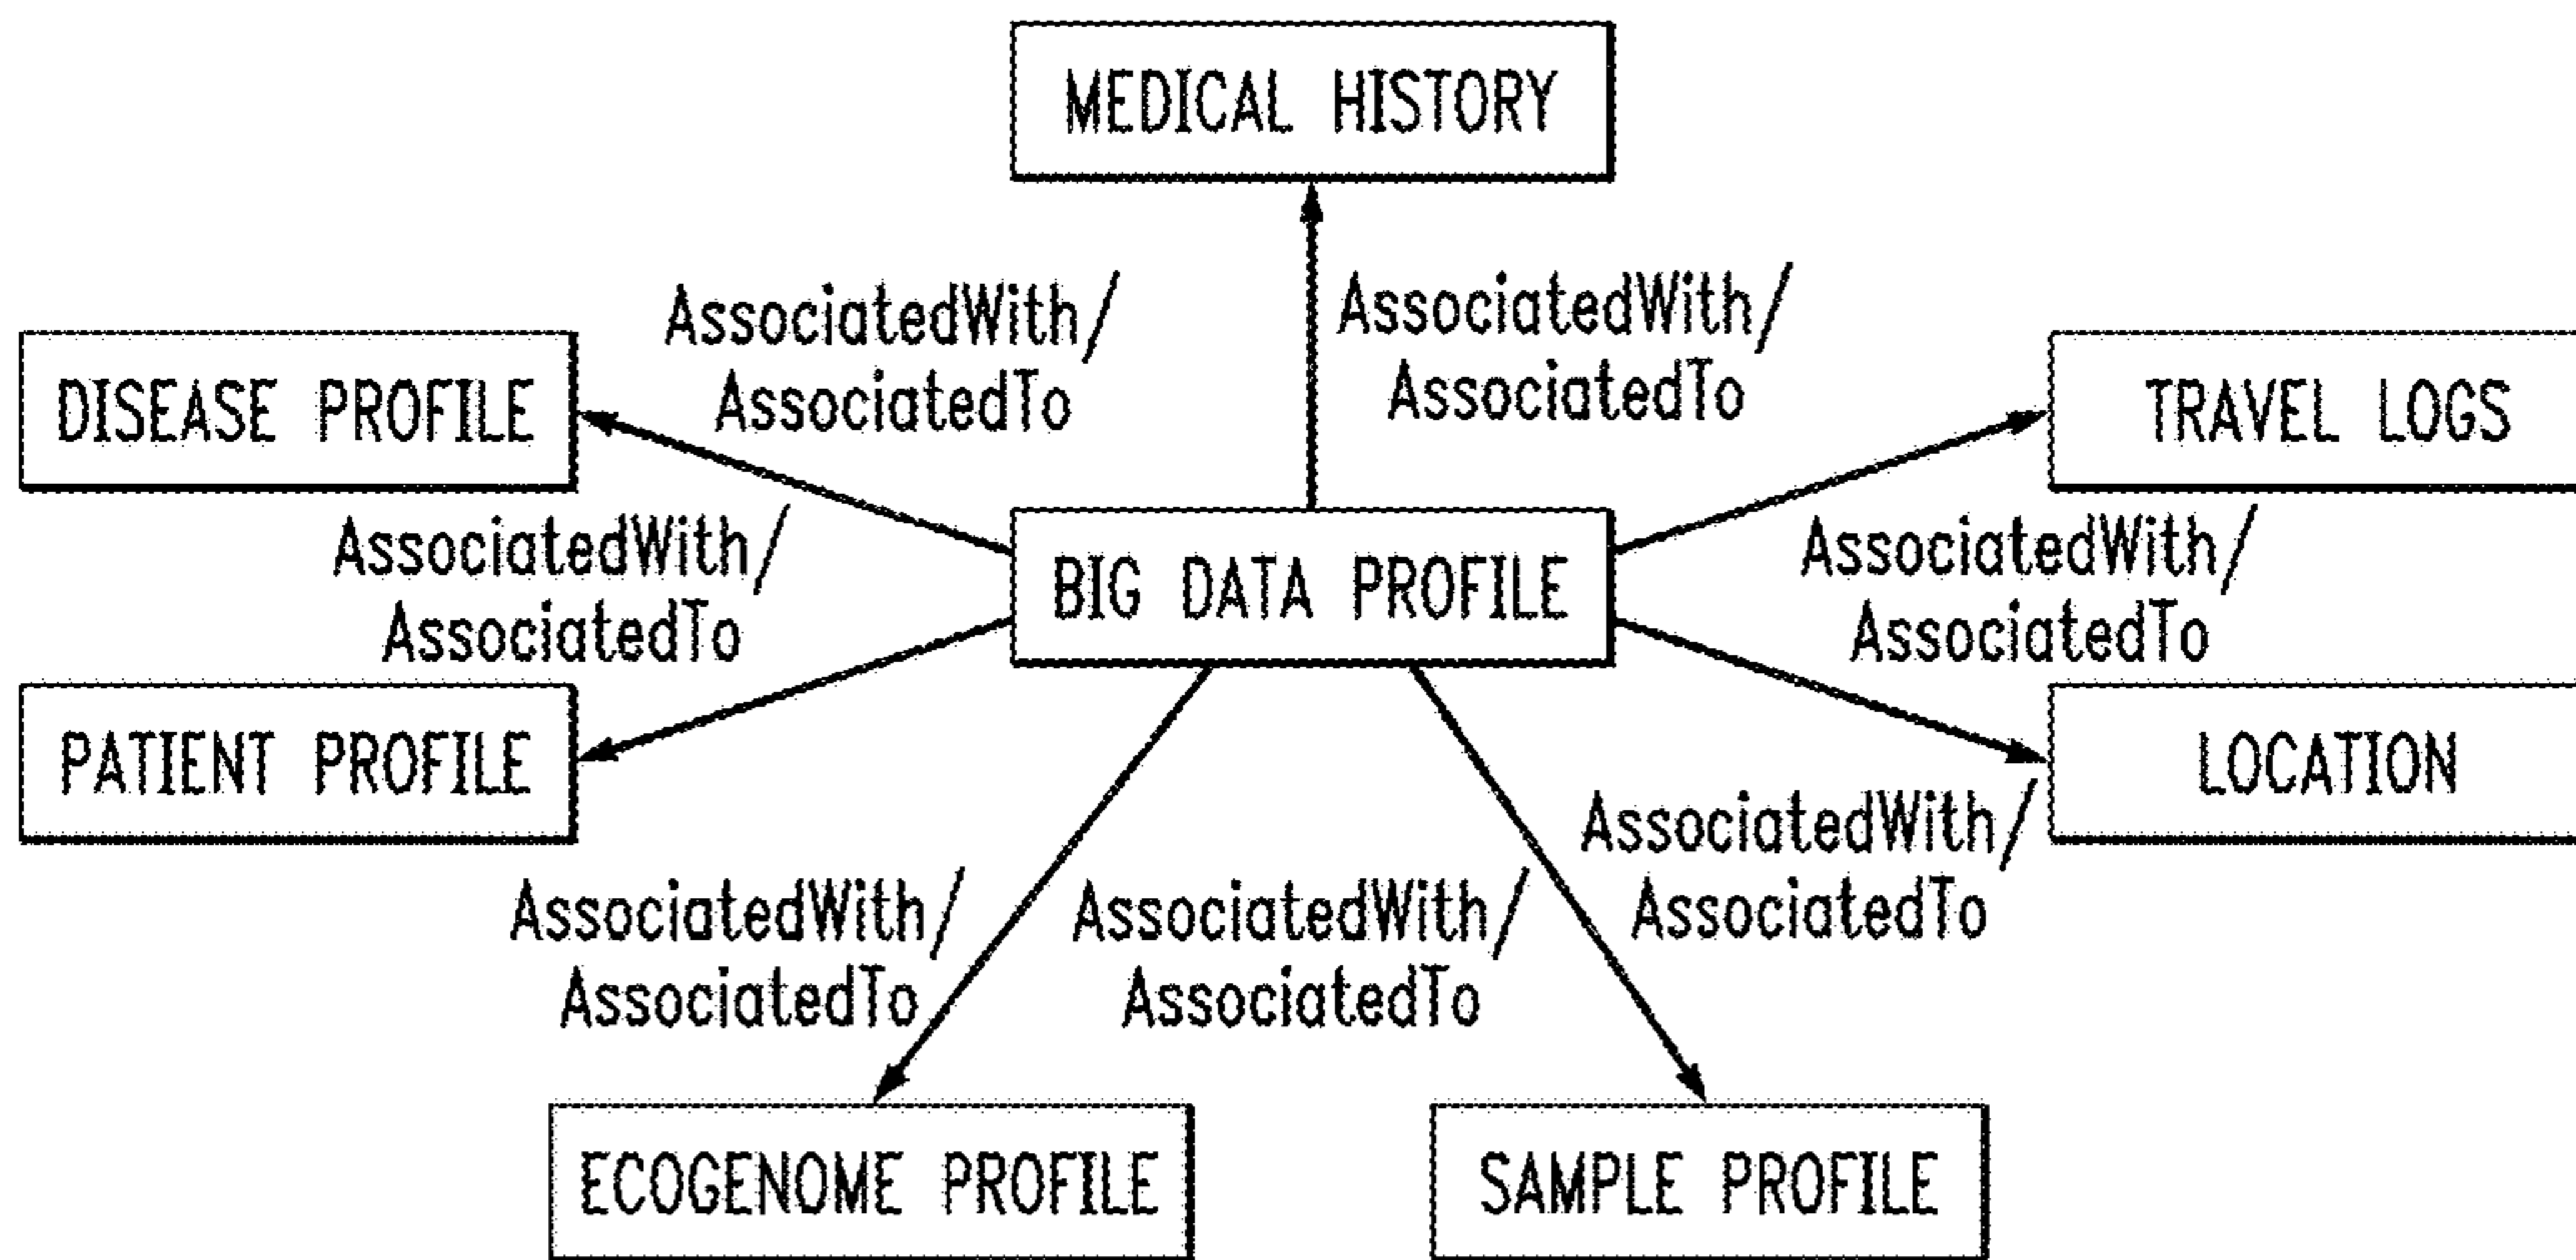 MEDICAL HISTORY
AssociatedWith/
AssociatedTo
AssociatedWith/
AssociatedTo
DISEASE PROFILE
TRAVEL LOGS
AssociatedWith/
AssociatedTo
BIG DATA PROFILE
AssociatedWith/
AssociatedTo
PATIENT PROFILE
LOCATION
AssociatedWith/
AssociatedTo
AssociatedWith/
AssociatedTo
AssociatedWith/
AssociatedTo
ECOGENOME PROFILE
SAMPLE PROFILE